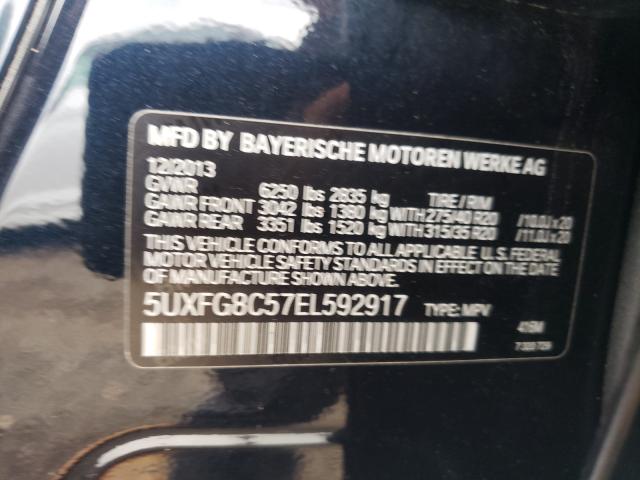 MFD BY BAYERISCHE MOTOREN WERKE AG
12/2013
GVWR 6250 lbs 2835 kg TIRE / RIM
GAWR FRONT 3042 lbs 1380 kg WITH 275/40 R20 /10.0J x 20
GAWR REAR 3351 lbs 1520 kg WITH 315/35 R20 /11.0J x 20
THIS VEHICLE CONFORMS TO ALL APPLICABLE U.S. FEDERAL
MOTOR VEHICLE SAFETY STANDARDS IN EFFECT ON THE DATE
OF MANUFACTURE SHOWN ABOVE.
5UXFG8C57EL592917 TYPE: MPV